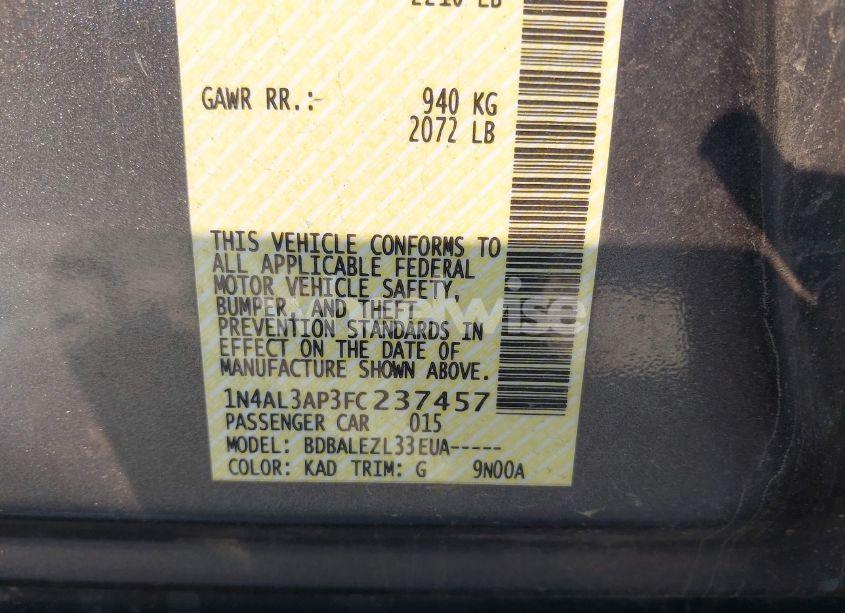 2210 LB
GAWR RR.:- 940 KG
2072 LB
THIS VEHICLE CONFORMS TO
ALL APPLICABLE FEDERAL
MOTOR VEHICLE SAFETY,
BUMPER, AND THEFT
PREVENTION STANDARDS IN
EFFECT ON THE DATE OF
MANUFACTURE SHOWN ABOVE.
1N4AL3AP3FC237457
PASSENGER CAR 015
MODEL: BDBALEZL33EUA-----
COLOR: KAD TRIM: G 9N00A